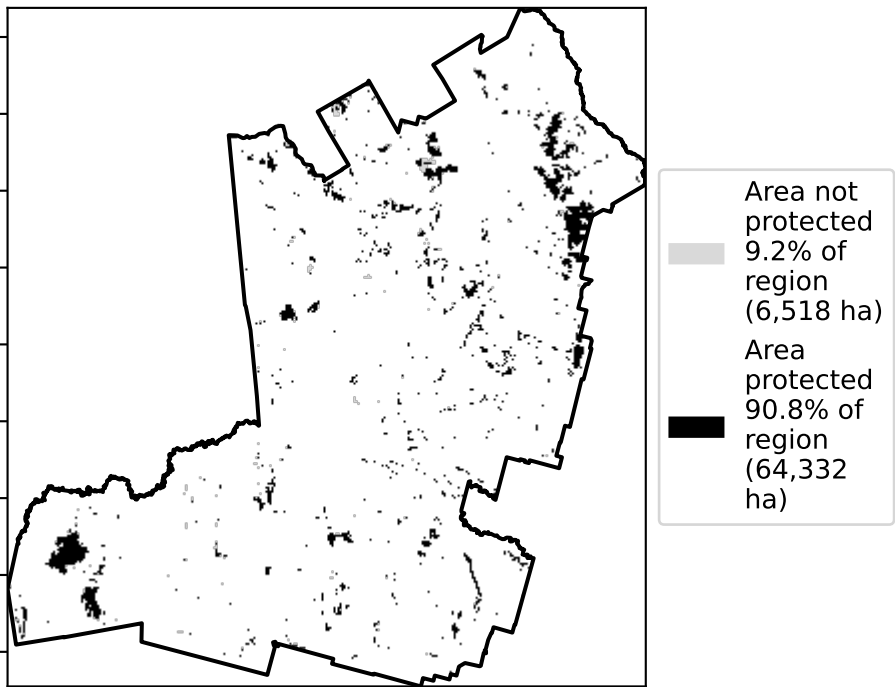 Area not
protected
9.2% of
region
(6,518 ha)
Area
protected
90.8% of
region
(64,332
ha)